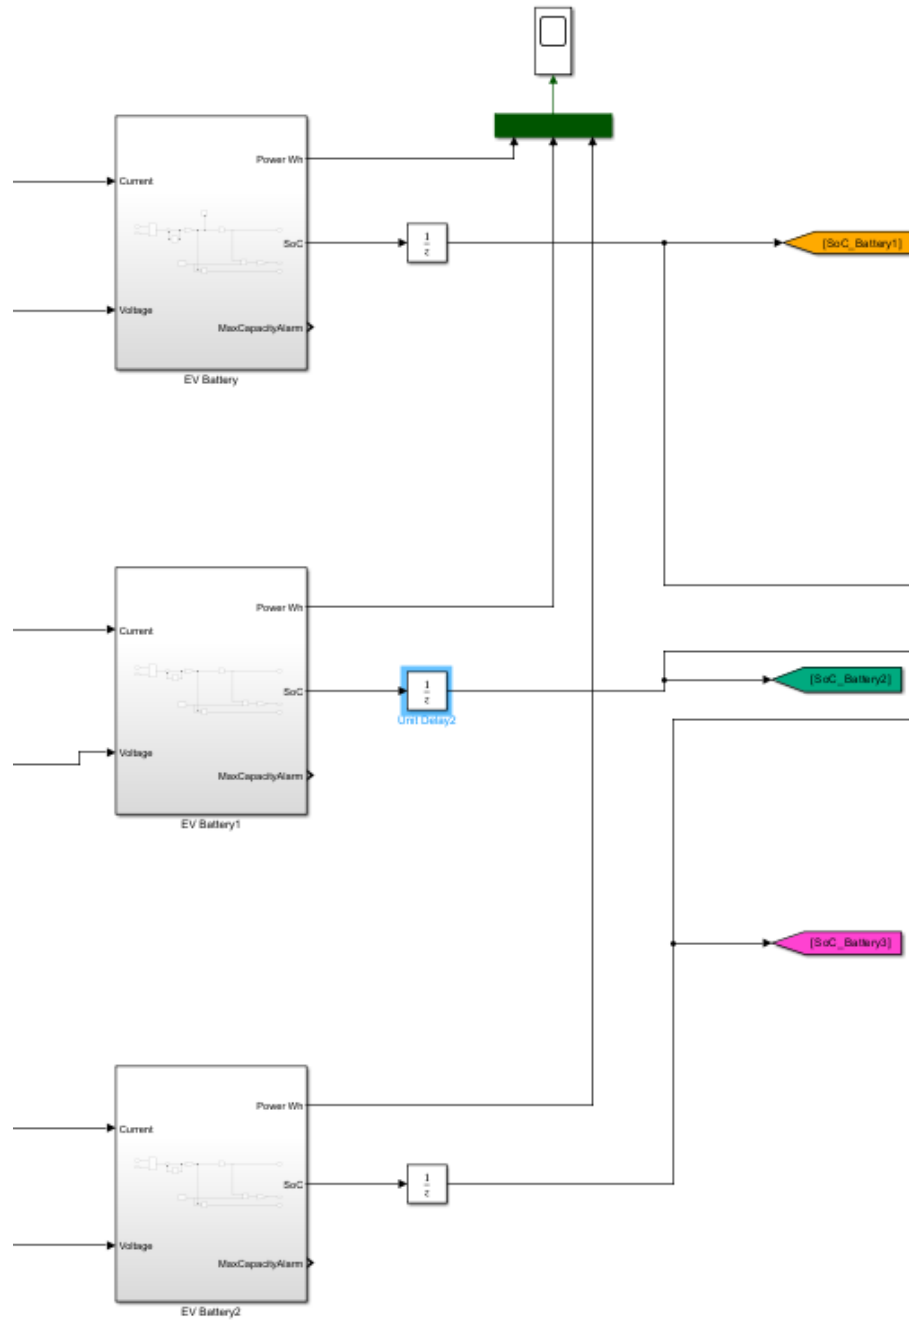 Power Wh
Current
SoC
1
z
[SoC_Battery1]
Voltage
MaxCapacityAlarm
EV Battery
Power Wh
Current
SoC
1
z
[SoC_Battery2]
Unit Delay2
Voltage
MaxCapacityAlarm
EV Battery1
[SoC_Battery3]
Power Wh
Current
SoC
1
z
Voltage
MaxCapacityAlarm
EV Battery2